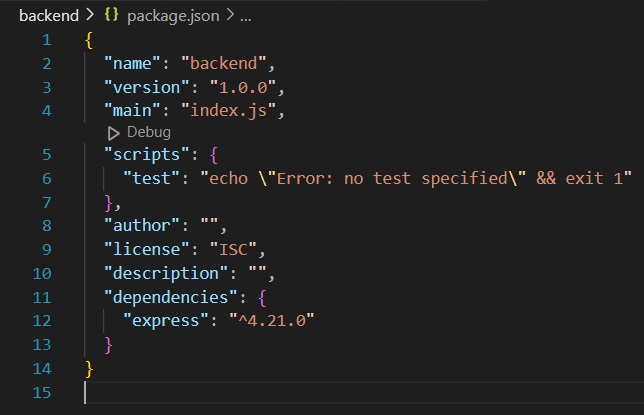 backend > {} package.json > ...
1 {
2 "name": "backend",
3 "version": "1.0.0",
4 "main": "index.js",
Debug
5 "scripts": {
6 "test": "echo \"Error: no test specified\" && exit 1"
7 },
8 "author": "",
9 "license": "ISC",
10 "description": "",
11 "dependencies": {
12 "express": "^4.21.0"
13 }
14 }
15